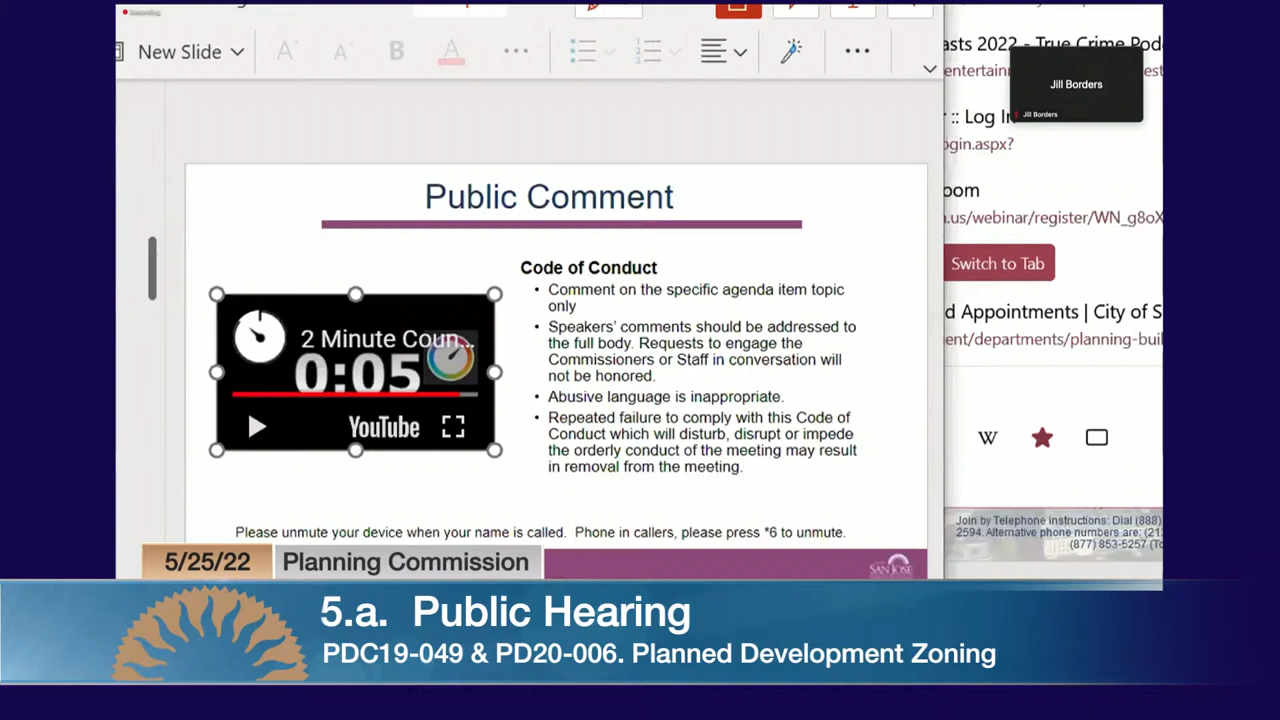 Recording
New Slide
A
A
B
A
asts 2022 - True Crime Pod
entertain
est
Jill Borders
Jill Borders
:: Log In
ogin.aspx?
oom
n.us/webinar/register/WN_g8oX
Switch to Tab
d Appointments | City of S
ent/departments/planning-buil
W
Public Comment
2 Minute Coun...
0:05
YouTube
Code of Conduct
• Comment on the specific agenda item topic
only
• Speakers' comments should be addressed to
the full body. Requests to engage the
Commissioners or Staff in conversation will
not be honored.
• Abusive language is inappropriate.
• Repeated failure to comply with this Code of
Conduct which will disturb, disrupt or impede
the orderly conduct of the meeting may result
in removal from the meeting.
Please unmute your device when your name is called. Phone in callers, please press *6 to unmute.
Join by Telephone instructions: Dial (888)
2594. Alternative phone numbers are: (21
(877) 853-5257 (To
SAN JOSE
5/25/22 Planning Commission
5.a. Public Hearing
PDC19-049 & PD20-006. Planned Development Zoning